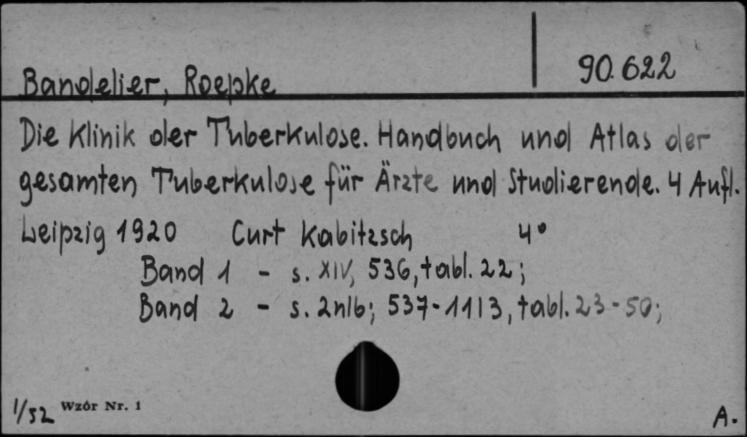 90.622
Bandelier, Roepke
Die Klinik der Tuberkulose. Handbuch und Atlas der
gesamten Tuberkulose für Ärzte und Studierende. 4 Aufl.
Leipzig 1920 Curt Kabitzsch 4°
Band 1 - s. XIV, 536, tabl. 22;
Band 2 - s. 2nlb; 537-1113, tabl. 23-50;
1/52 Wzór Nr. 1
A.